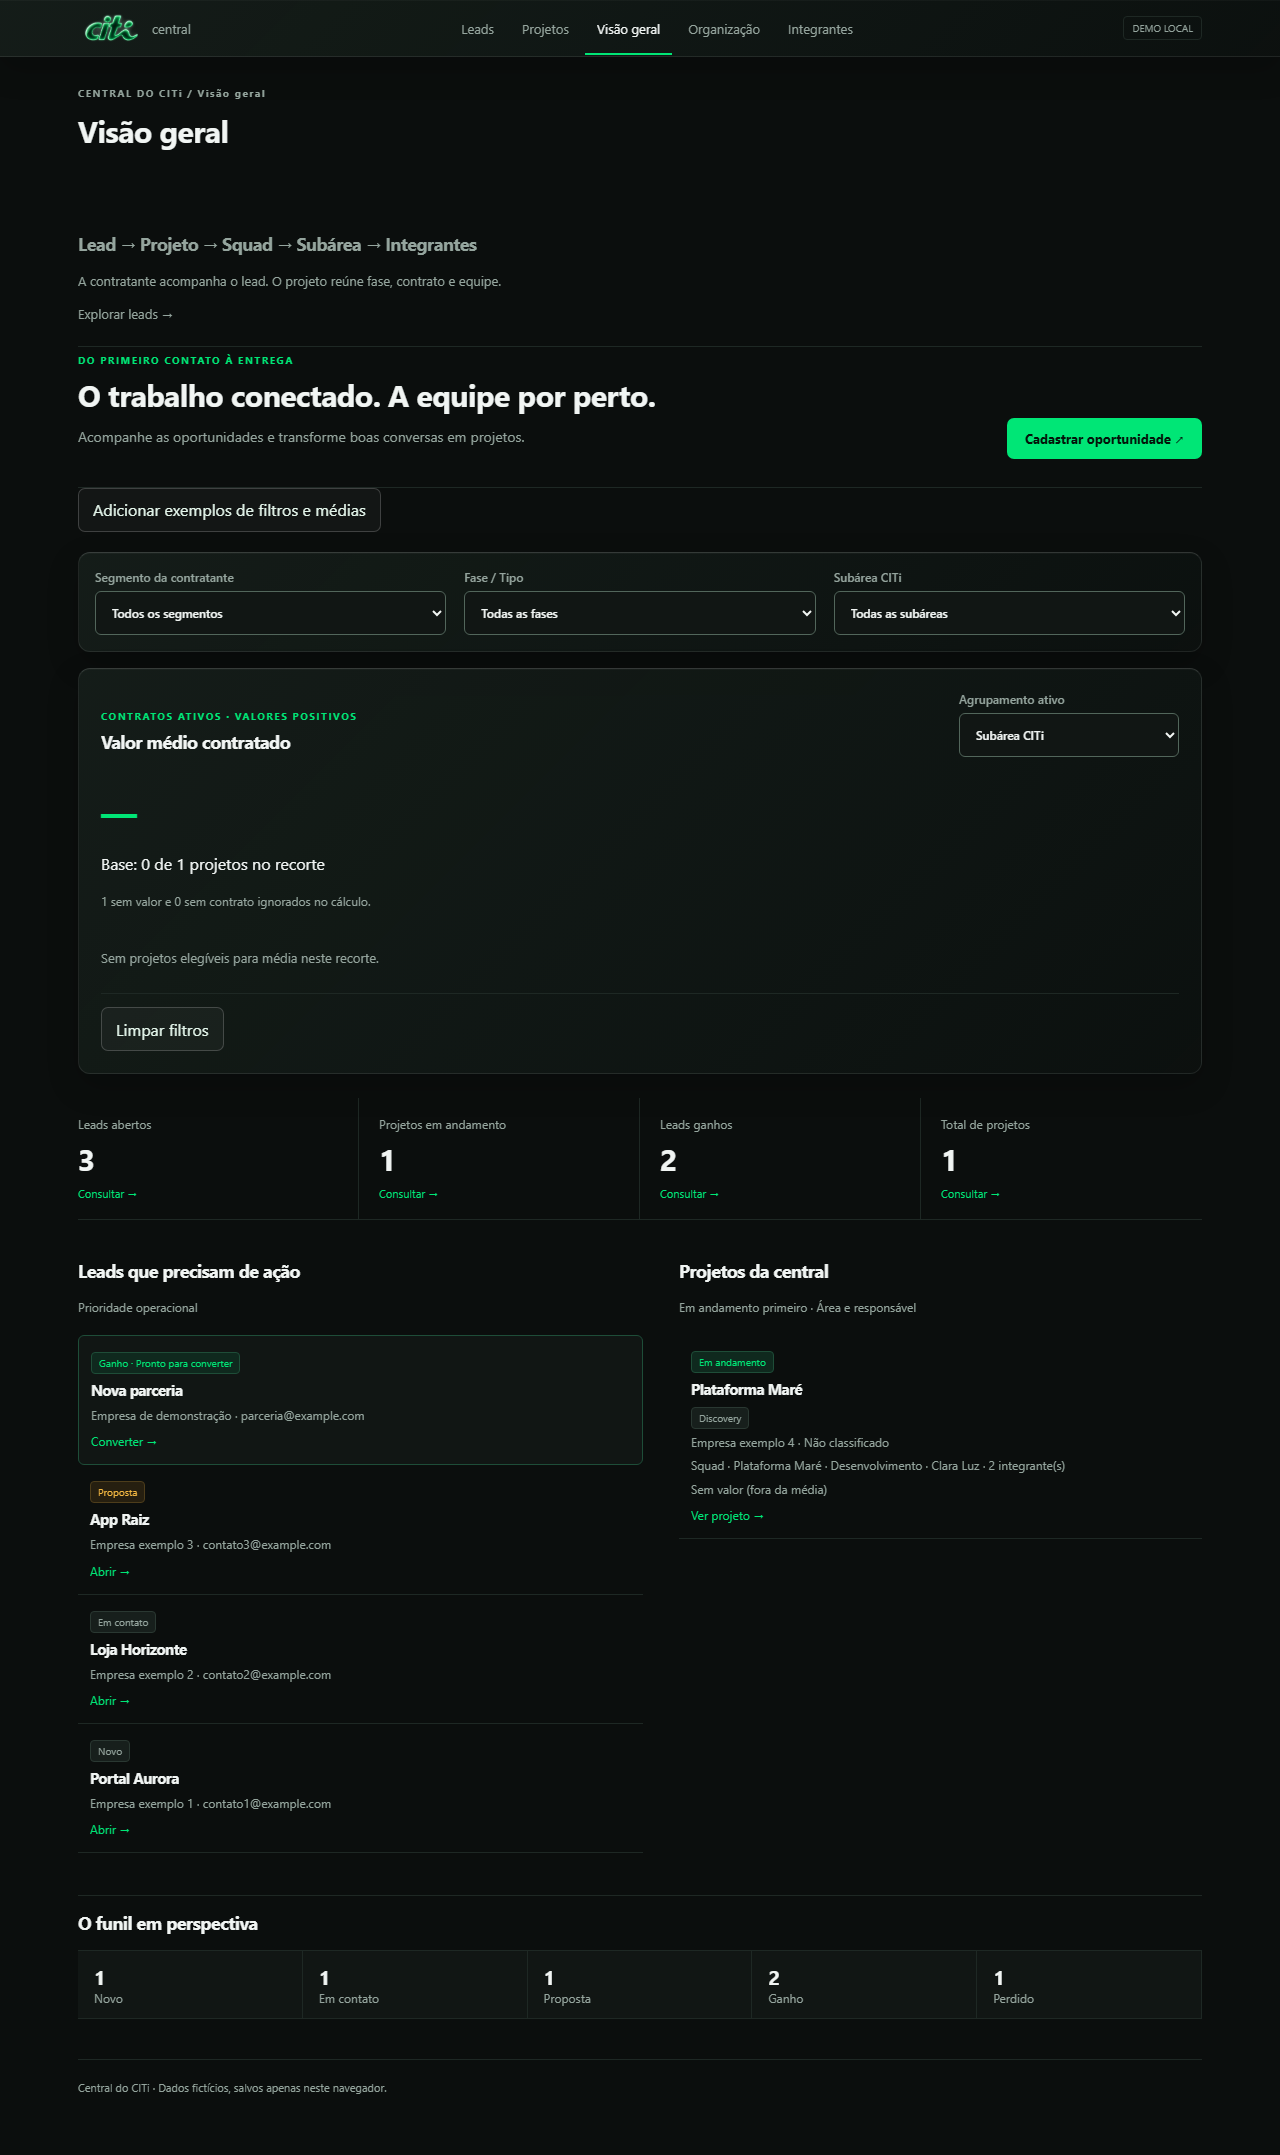 citi central
Leads
Projetos
Visão geral
Organização
Integrantes
DEMO LOCAL
CENTRAL DO CITi / Visão geral
Visão geral
Lead → Projeto → Squad → Subárea → Integrantes
A contratante acompanha o lead. O projeto reúne fase, contrato e equipe.
Explorar leads →
DO PRIMEIRO CONTATO À ENTREGA
O trabalho conectado. A equipe por perto.
Acompanhe as oportunidades e transforme boas conversas em projetos.
Cadastrar oportunidade ↗
Adicionar exemplos de filtros e médias
Segmento da contratante
Todos os segmentos
Fase / Tipo
Todas as fases
Subárea CITi
Todas as subáreas
CONTRATOS ATIVOS · VALORES POSITIVOS
Valor médio contratado
Agrupamento ativo
Subárea CITi
—
Base: 0 de 1 projetos no recorte
1 sem valor e 0 sem contrato ignorados no cálculo.
Sem projetos elegíveis para média neste recorte.
Limpar filtros
Leads abertos
3
Consultar →
Projetos em andamento
1
Consultar →
Leads ganhos
2
Consultar →
Total de projetos
1
Consultar →
Leads que precisam de ação
Prioridade operacional
Ganho · Pronto para converter
Nova parceria
Empresa de demonstração · parceria@example.com
Converter →
Proposta
App Raiz
Empresa exemplo 3 · contato3@example.com
Abrir →
Em contato
Loja Horizonte
Empresa exemplo 2 · contato2@example.com
Abrir →
Novo
Portal Aurora
Empresa exemplo 1 · contato1@example.com
Abrir →
Projetos da central
Em andamento primeiro · Área e responsável
Em andamento
Plataforma Maré
Discovery
Empresa exemplo 4 · Não classificado
Squad · Plataforma Maré · Desenvolvimento · Clara Luz · 2 integrante(s)
Sem valor (fora da média)
Ver projeto →
O funil em perspectiva
1
Novo
1
Em contato
1
Proposta
2
Ganho
1
Perdido
Central do CITi · Dados fictícios, salvos apenas neste navegador.